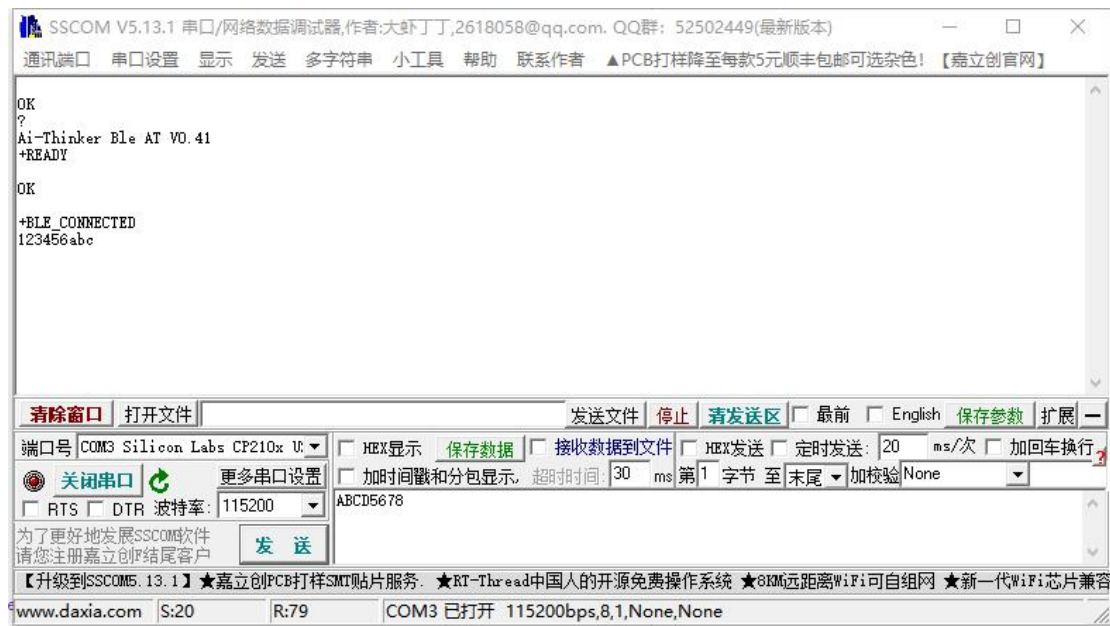 SSCOM V5.13.1 串口/网络数据调试器,作者:大虾丁丁,2618058@qq.com. QQ群: 52502449(最新版本)
通讯端口 串口设置 显示 发送 多字符串 小工具 帮助 联系作者 ▲PCB打样降至每款5元顺丰包邮可选杂色! 【嘉立创官网】
OK
?
Ai-Thinker Ble AT V0.41
+READY
OK
+BLE_CONNECTED
123456abc
清除窗口 打开文件 发送文件 停止 清发送区 最前 English 保存参数 扩展 —
端口号 COM3 Silicon Labs CP210x HEX显示 保存数据 接收数据到文件 HEX发送 定时发送: 20 ms/次 加回车换行
关闭串口 更多串口设置 加时间戳和分包显示, 超时时间: 30 ms 第1 字节 至 末尾 加校验 None
RTS DTR 波特率: 115200 ABCD5678
为了更好地发展SSCOM软件
请您注册嘉立创F结尾客户
发 送
【升级到SSCOM5.13.1】★嘉立创PCB打样SMT贴片服务. ★RT-Thread中国人的开源免费操作系统 ★8KM远距离WiFi可自组网 ★新一代WiFi芯片兼容
www.daxia.com S:20 R:79 COM3 已打开 115200bps,8,1,None,None